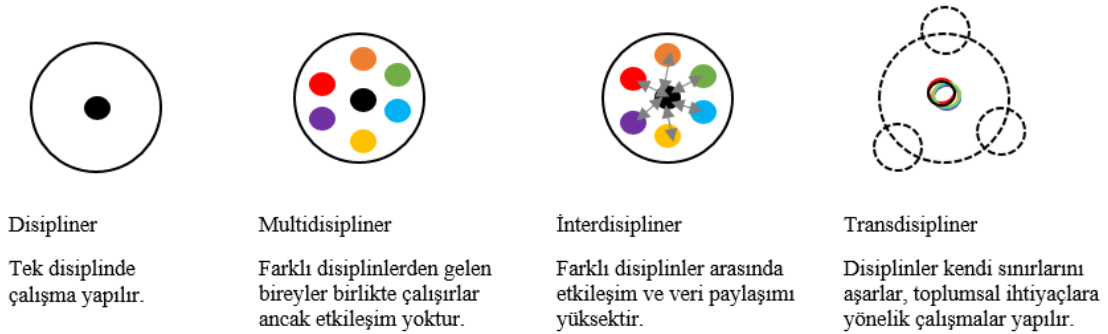 Disipliner
Tek disiplinde
çalışma yapılır.
Multidisipliner
Farklı disiplinlerden gelen
bireyler birlikte çalışırlar
ancak etkileşim yoktur.
İnterdisipliner
Farklı disiplinler arasında
etkileşim ve veri paylaşımı
yüksektir.
Transdisipliner
Disiplinler kendi sınırlarını
aşarlar, toplumsal ihtiyaçlara
yönelik çalışmalar yapılır.